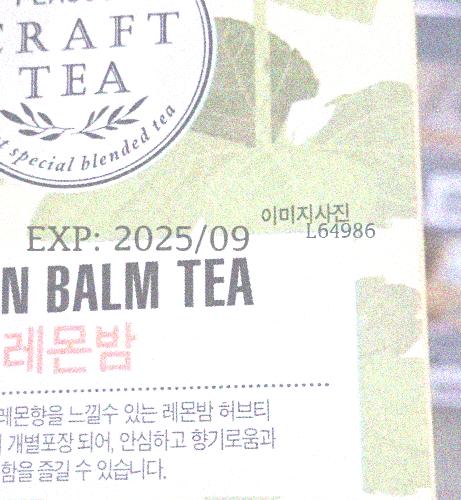 CRAFT
TEA
special blended tea
이미지사진
L64986
EXP: 2025/09
N BALM TEA
레몬밤
레몬향을 느낄수 있는 레몬밤 허브티
개별포장 되어, 안심하고 향기로움과
함을 즐길 수 있습니다.